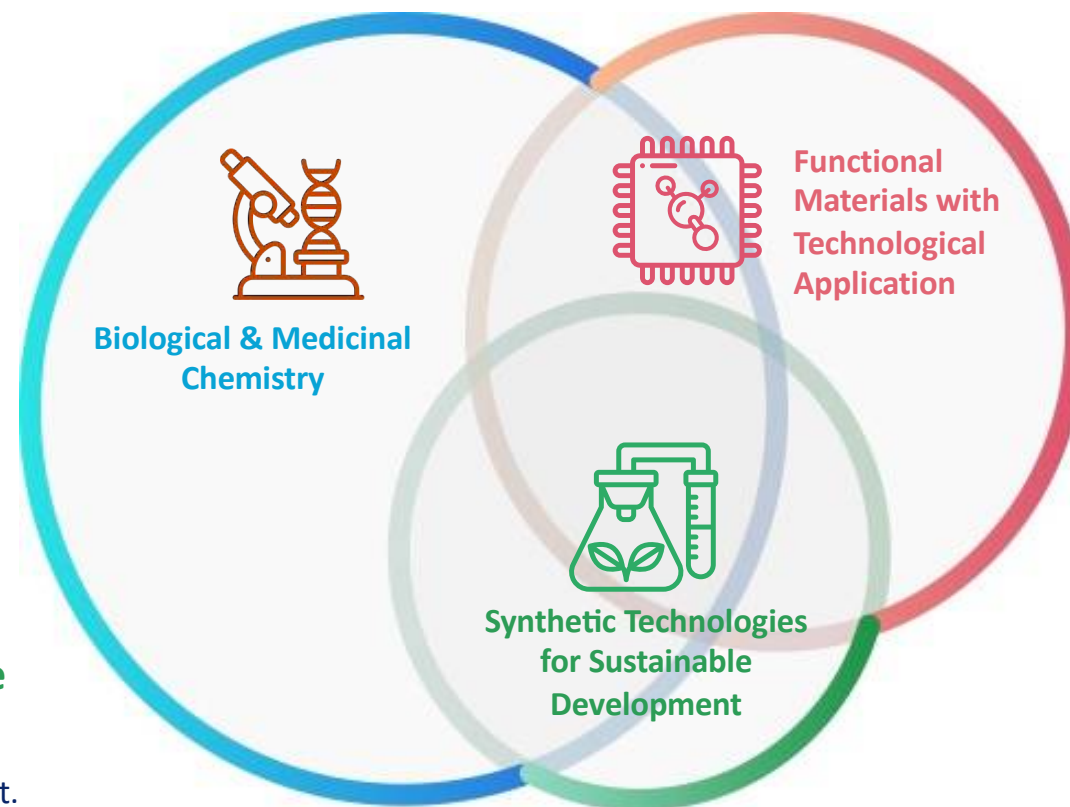 Functional
Materials with
Technological
Application
Biological & Medicinal
Chemistry
Synthetic Technologies
for Sustainable
Development
e
t.